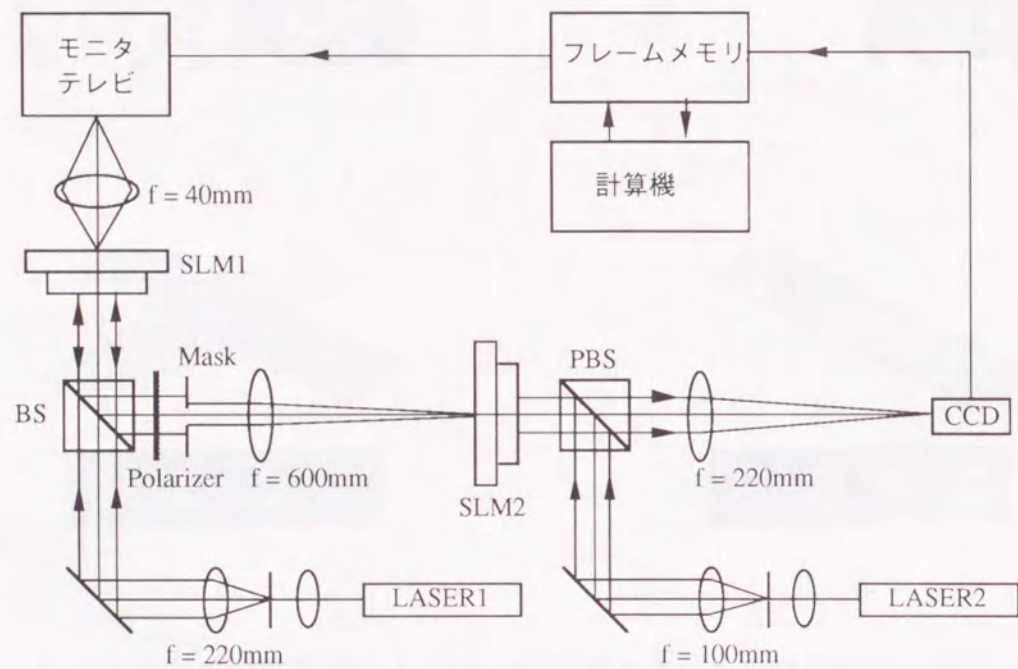 モニタ
テレビ
フレームメモリ
計算機
f = 40mm
SLM1
Mask
PBS
BS
CCD
Polarizer
f = 600mm
SLM2
f = 220mm
LASER1
LASER2
f = 220mm
f = 100mm